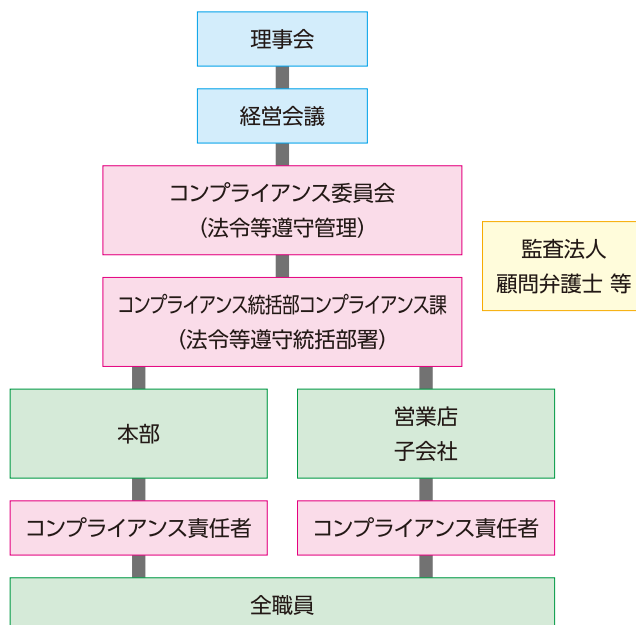 理事会
経営会議
コンプライアンス委員会
(法令等遵守管理)
監査法人
顧問弁護士 等
コンプライアンス統括部コンプライアンス課
(法令等遵守統括部署)
本部
営業店
子会社
コンプライアンス責任者
コンプライアンス責任者
全職員